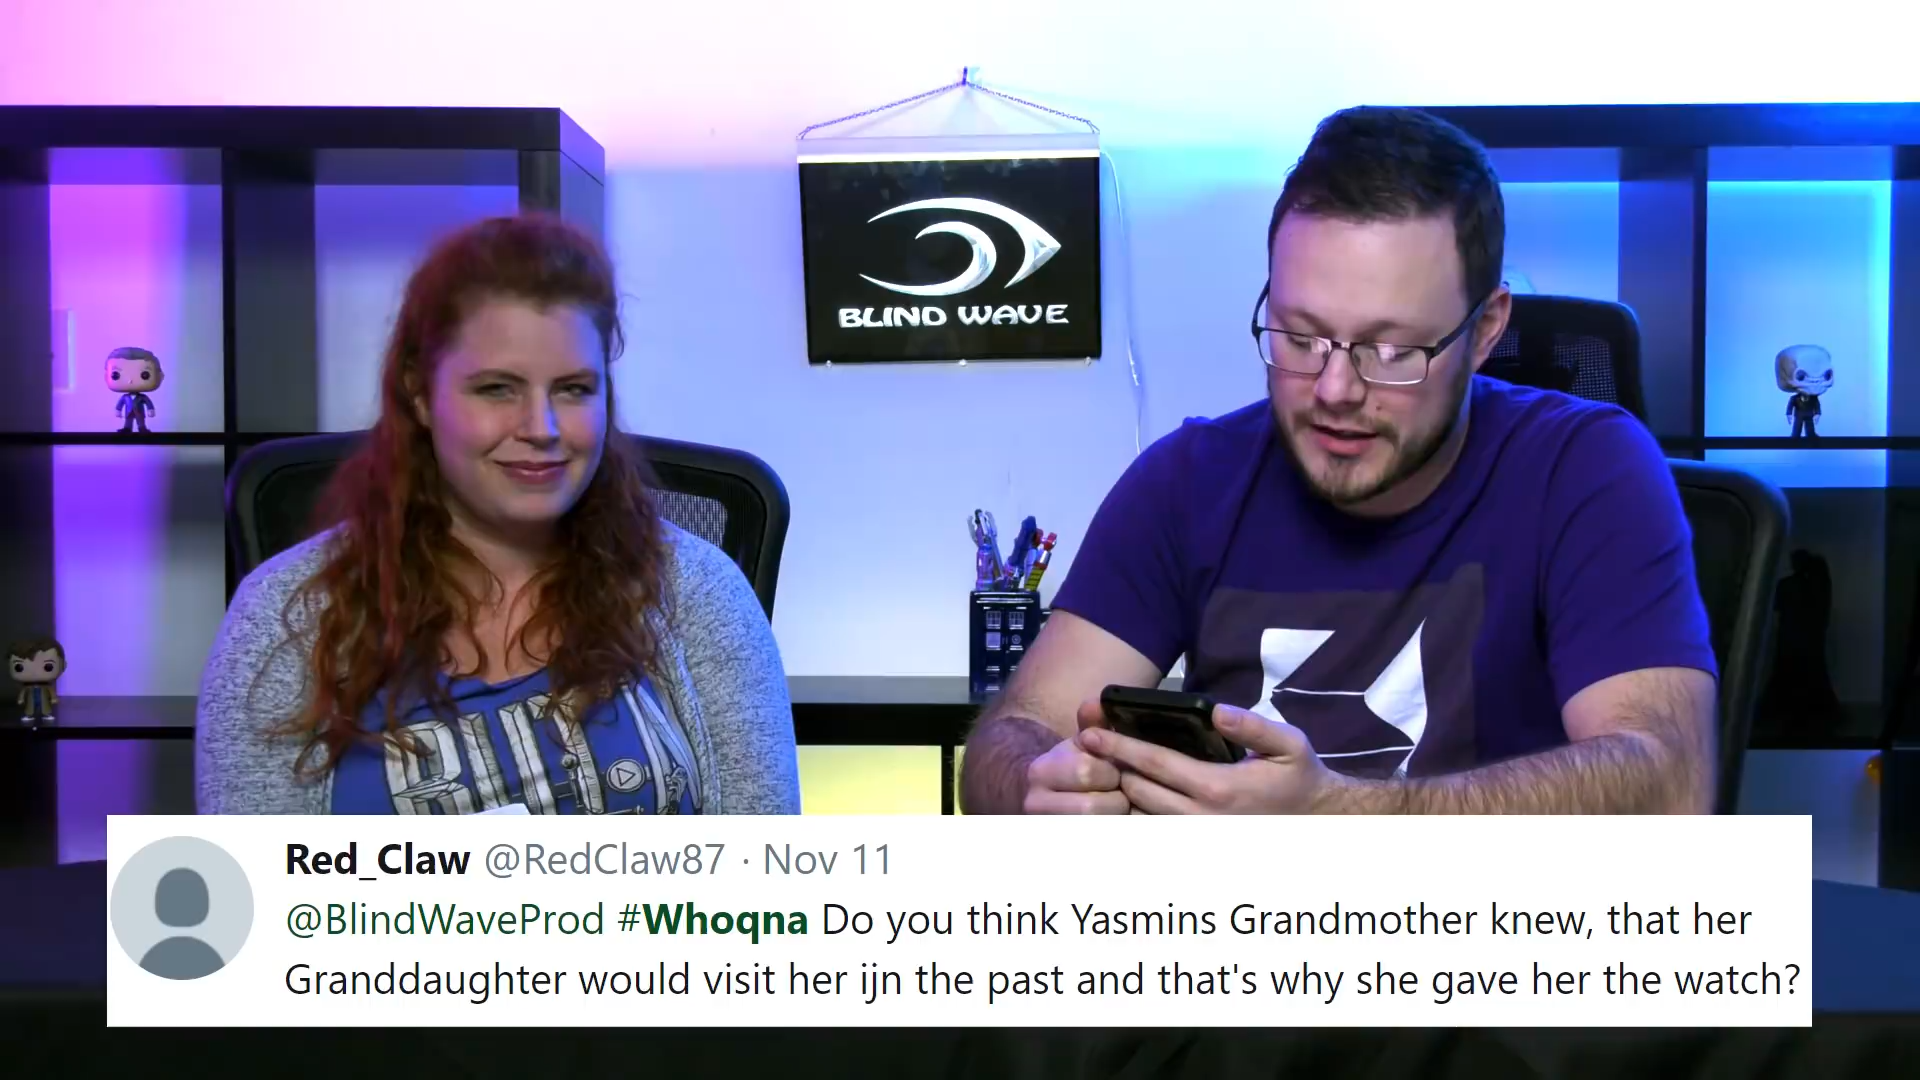 BLIND WAVE
Red_Claw @RedClaw87 · Nov 11
@BlindWaveProd #Whoqna Do you think Yasmins Grandmother knew, that her
Granddaughter would visit her ijn the past and that's why she gave her the watch?